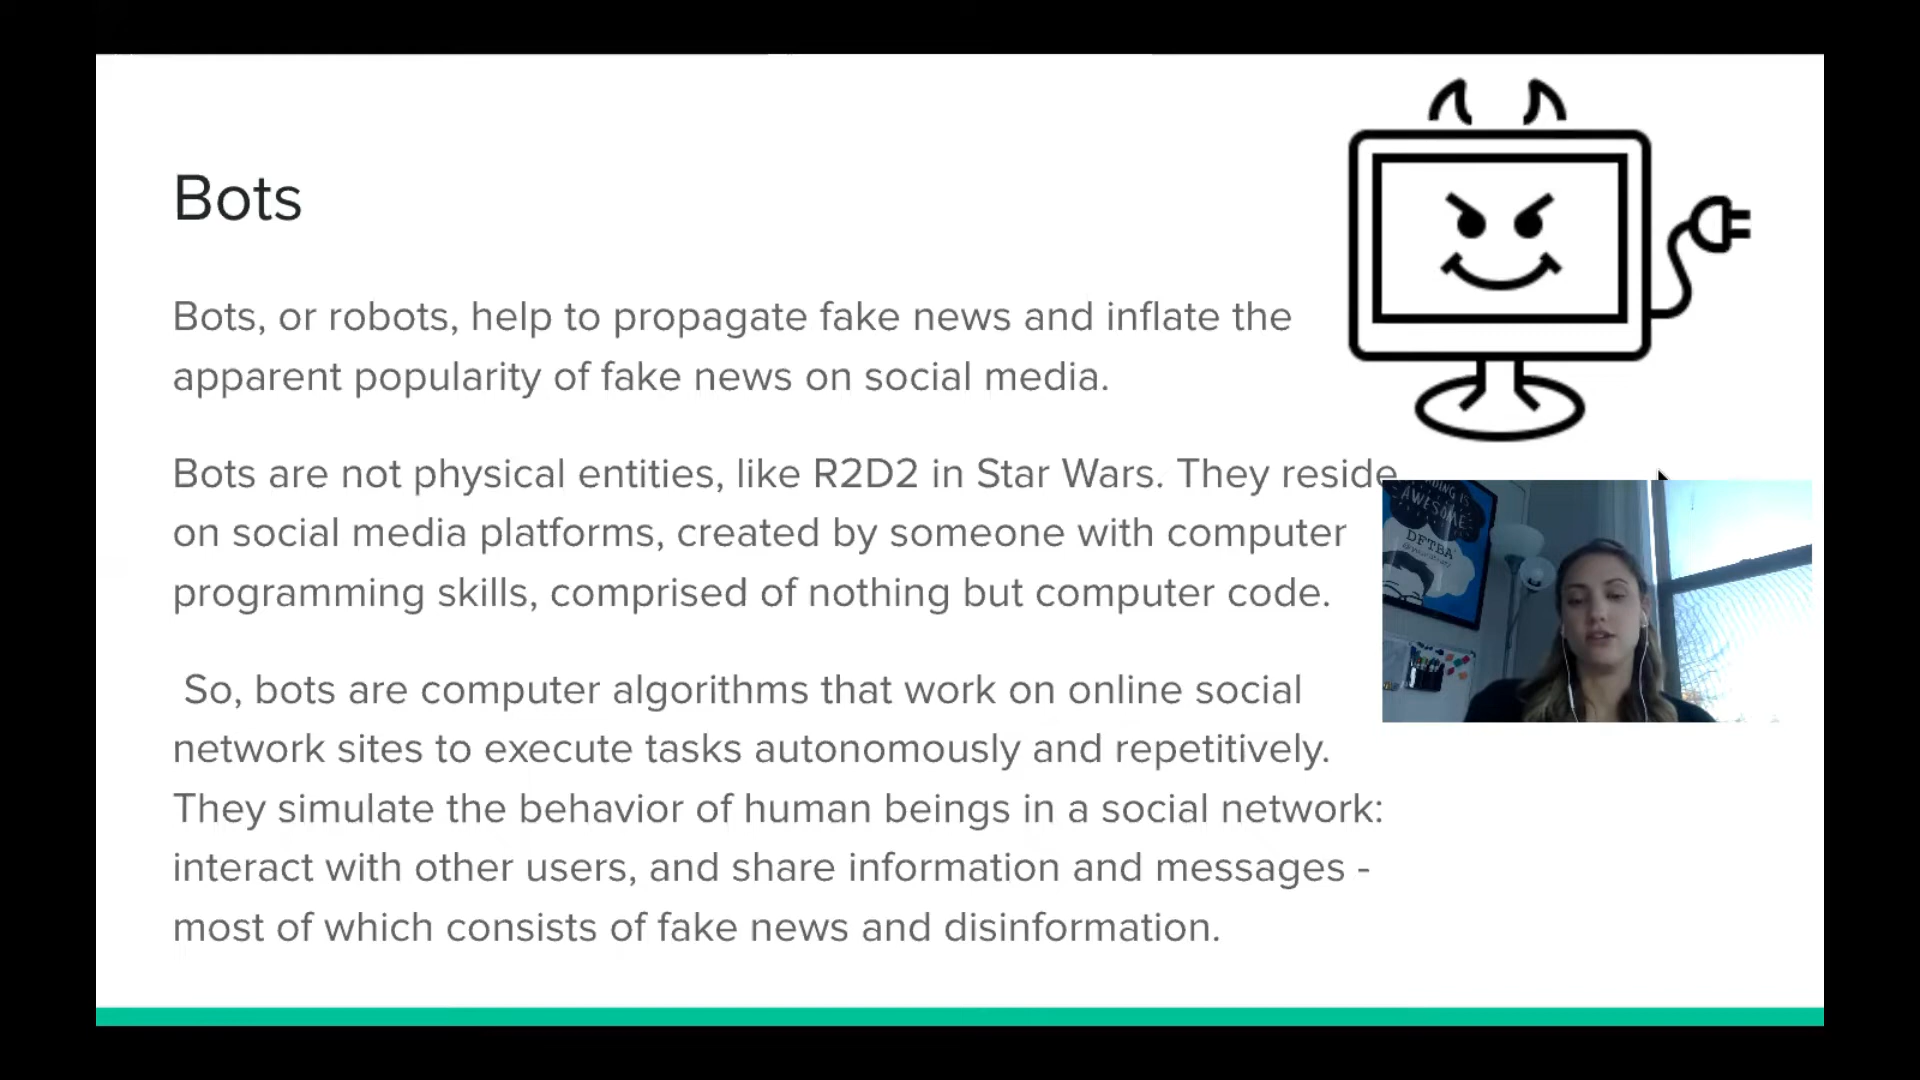 Bots
Bots, or robots, help to propagate fake news and inflate the
apparent popularity of fake news on social media.
Bots are not physical entities, like R2D2 in Star Wars. They reside
on social media platforms, created by someone with computer
programming skills, comprised of nothing but computer code.
So, bots are computer algorithms that work on online social
network sites to execute tasks autonomously and repetitively.
They simulate the behavior of human beings in a social network:
interact with other users, and share information and messages -
most of which consists of fake news and disinformation.
IS
AWESOME
DFTBA